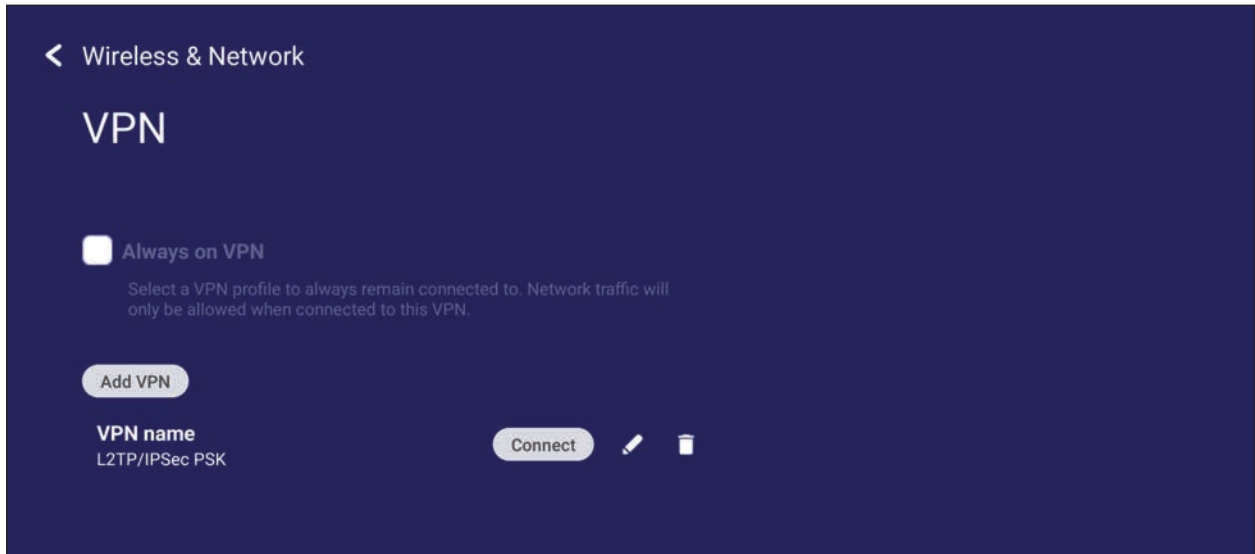 Wireless & Network
VPN
Always on VPN
Select a VPN profile to always remain connected to. Network traffic will
only be allowed when connected to this VPN.
Add VPN
VPN name
Connect
L2TP/IPSec PSK